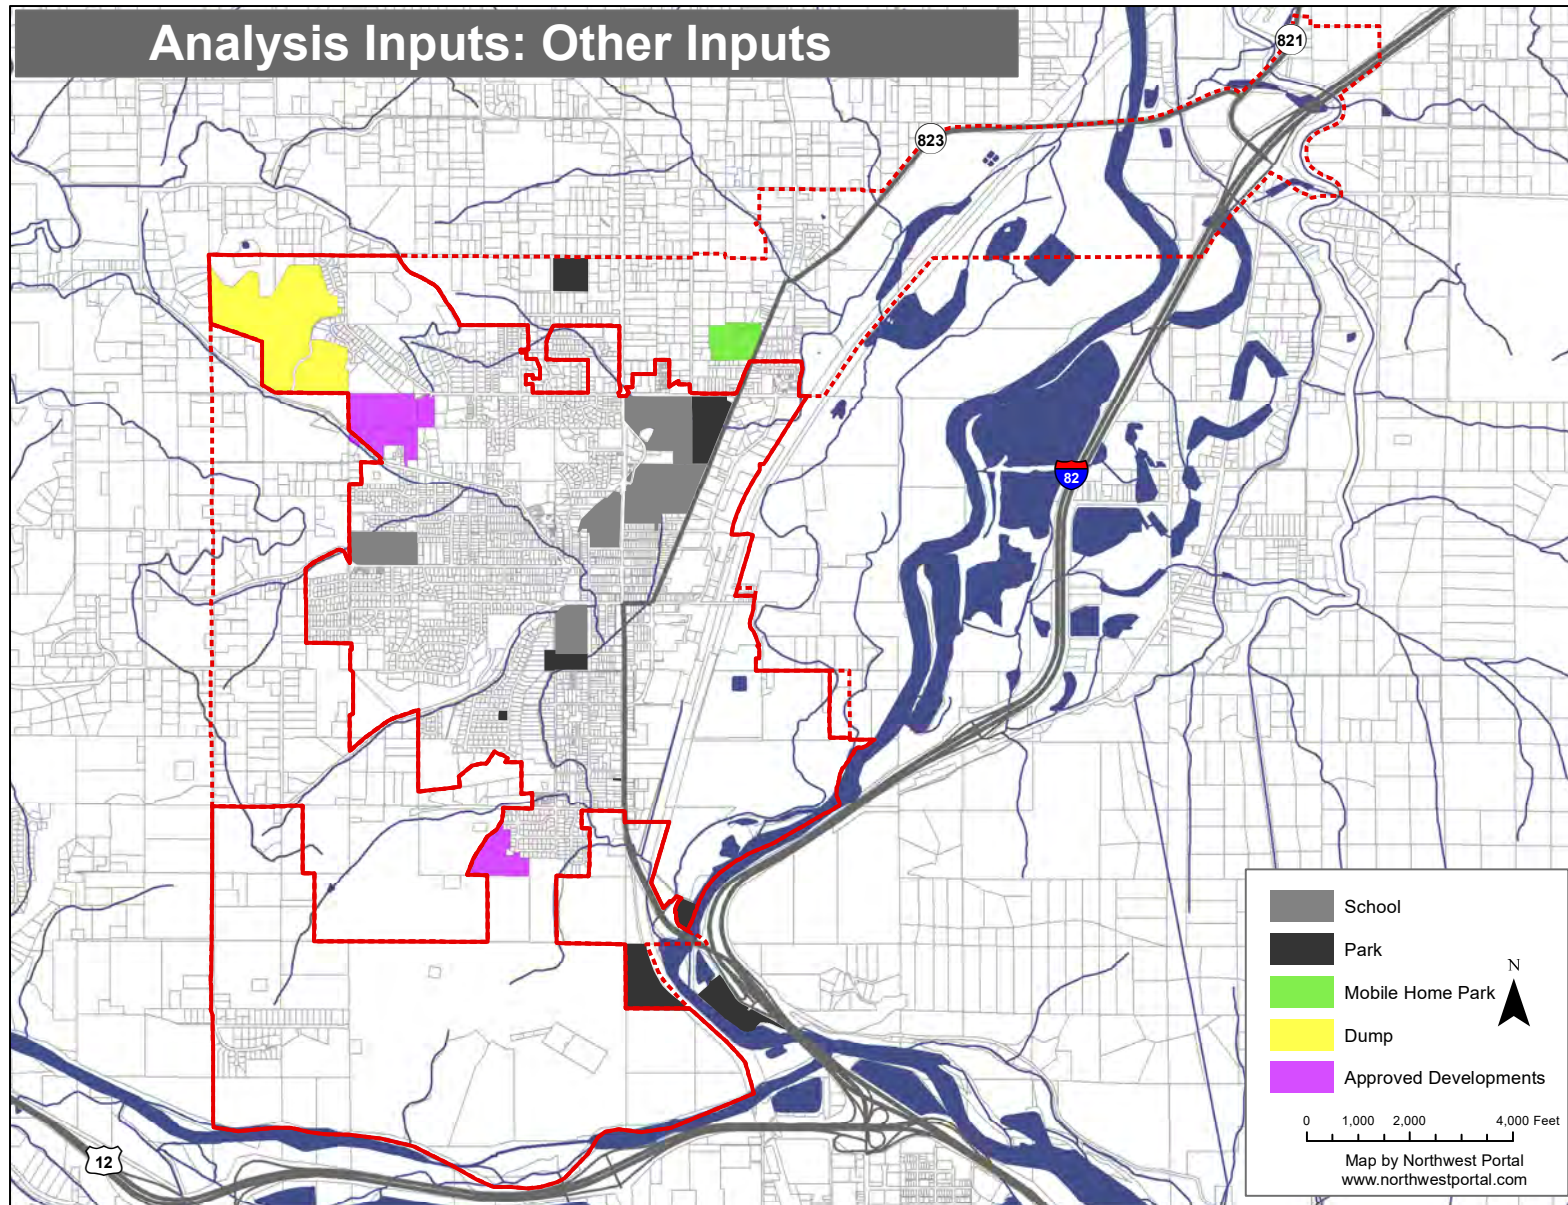 Analysis Inputs: Other Inputs
821
823
82
12
School
Park
Mobile Home Park
Dump
Approved Developments
N
0 1,000 2,000 4,000 Feet
Map by Northwest Portal
www.northwestportal.com